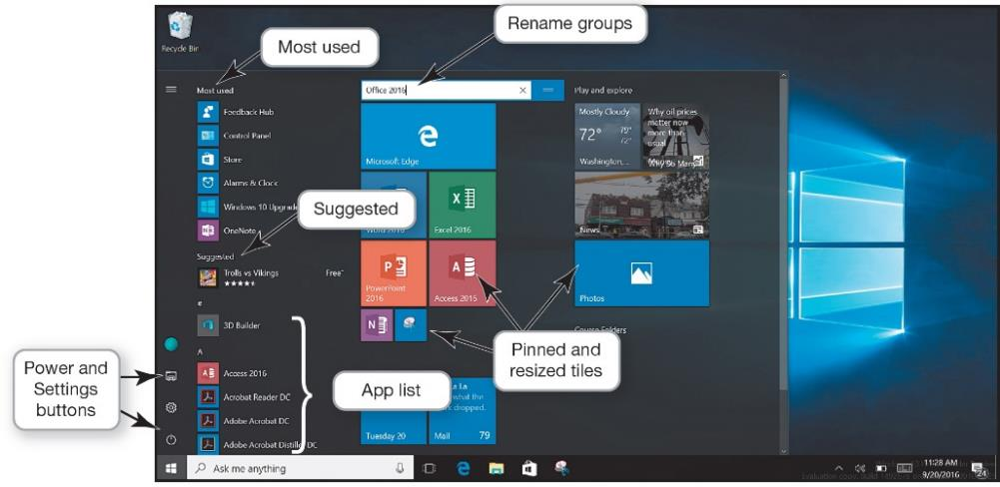 Rename groups
Recycle Bin
Most used
Most used
Office 2016
Play and explore
Feedback Hub
Control Panel
Store
Alarms & Clock
Windows 10 Upgrade
OneNote
Microsoft Edge
Mostly Cloudy
72°
79°
72°
Washington,...
Why oil prices
matter now
more than
usual
Suggested
Word 2016
Excel 2016
News
Suggested
Trolls vs Vikings
Free
PowerPoint
2016
Access 2016
Photos
3D Builder
Course Folders
A
Pinned and
resized tiles
Power and
Settings
buttons
Access 2016
Acrobat Reader DC
Adobe Acrobat DC
Adobe Acrobat Distiller DC
App list
La La
what the
dropped.
Tuesday 20
Mail
79
Ask me anything
11:28 AM
9/20/2016
24